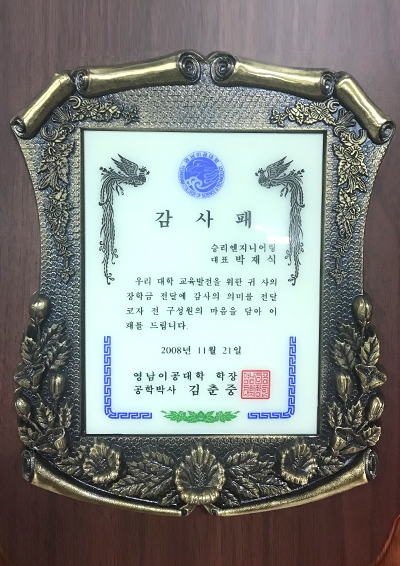 감사패
승리엔지니어링
대표 박재식
우리 대학 교육발전을 위한 귀 사의
장학금 전달에 감사의 의미를 전달
코자 전 구성원의 마음을 담아 이
패를 드립니다.
2008년 11월 21일
영남이공대학 학장
공학박사 김춘중